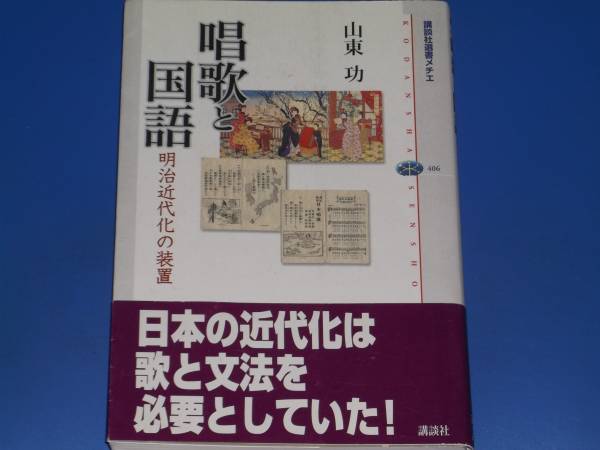 講談社選書メチエ
KODANSHA SENSHO
406
山東 功
唱歌と
国語
明治近代化の装置
日本の近代化は
歌と文法を
必要としていた!
講談社